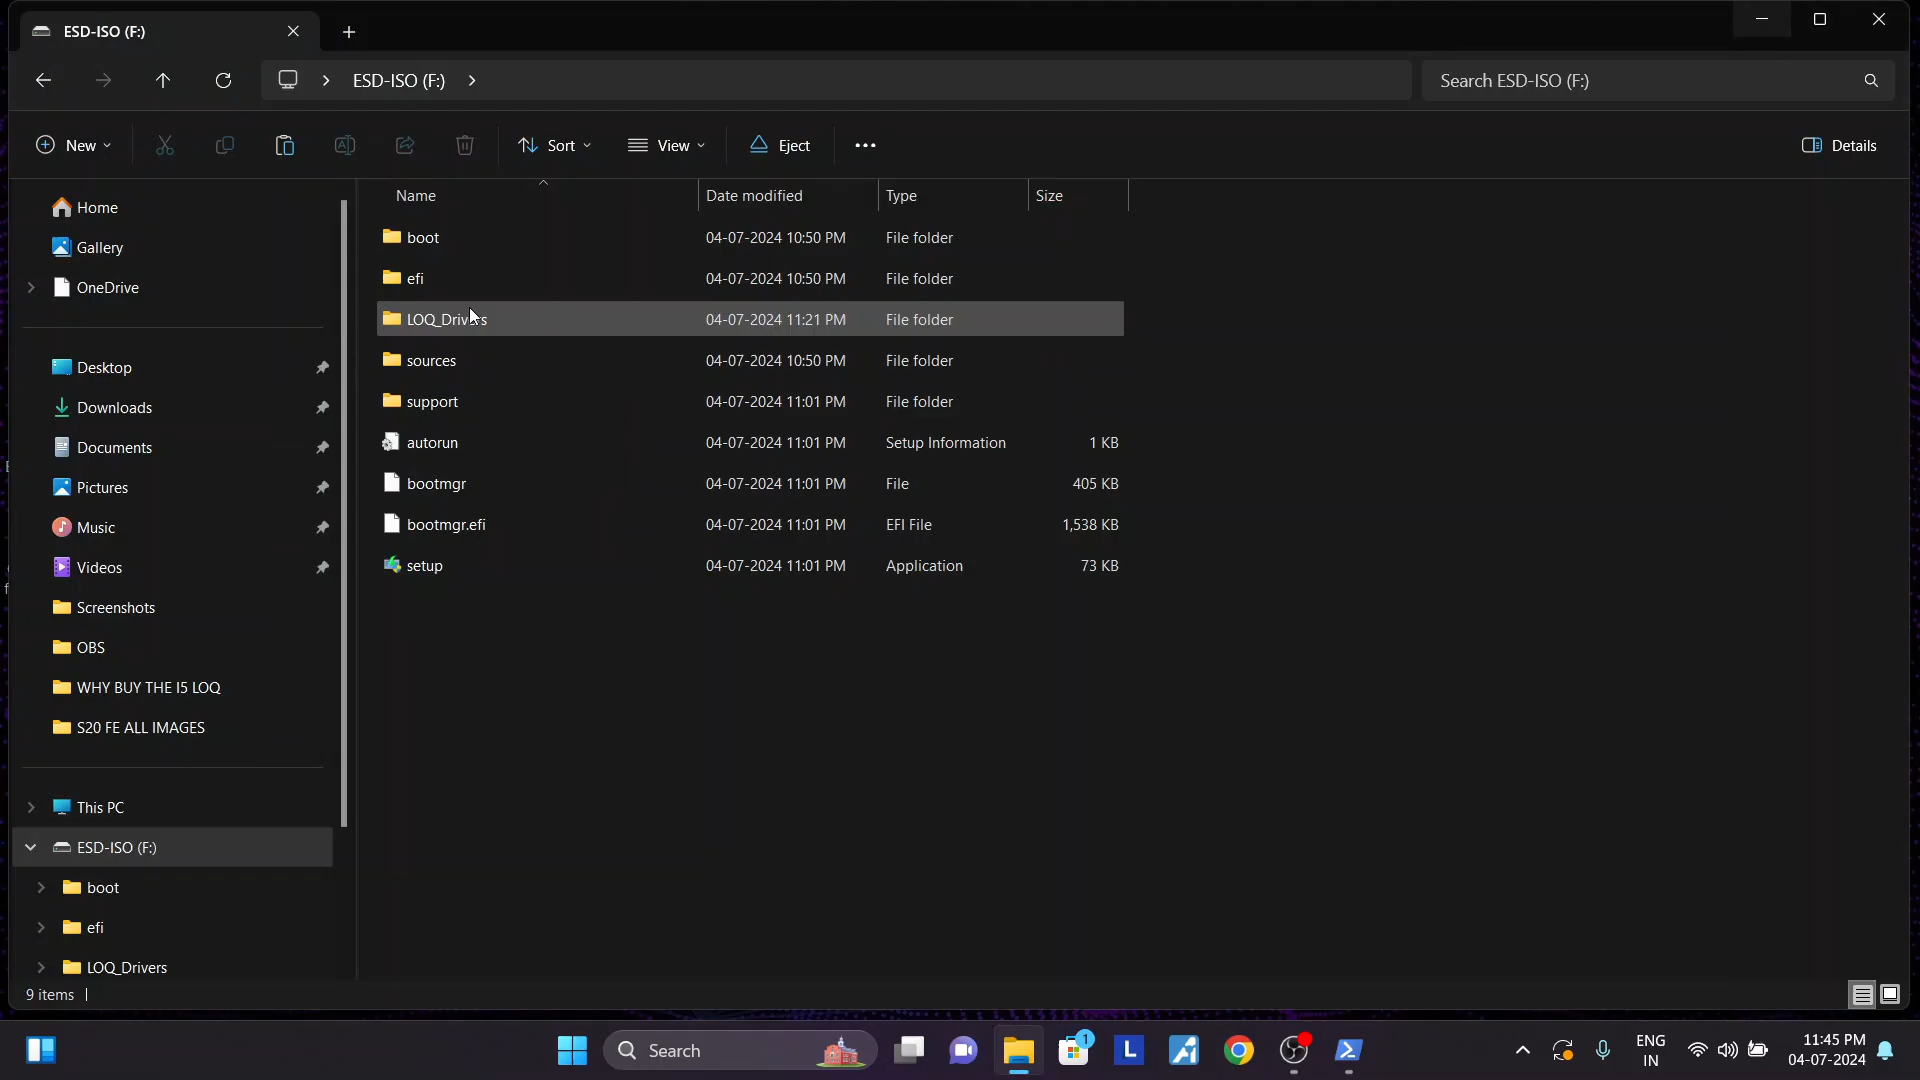 ESD-ISO (F:)
ESD-ISO (F:)
Search ESD-ISO (F:)
New
Sort
View
Eject
Details
Home
Gallery
OneDrive
Desktop
Downloads
Documents
Pictures
Music
Videos
Screenshots
OBS
WHY BUY THE I5 LOQ
S20 FE ALL IMAGES
This PC
ESD-ISO (F:)
boot
efi
LOQ_Drivers
Name Date modified Type Size
boot 04-07-2024 10:50 PM File folder
efi 04-07-2024 10:50 PM File folder
LOQ_Drivers 04-07-2024 11:21 PM File folder
sources 04-07-2024 10:50 PM File folder
support 04-07-2024 11:01 PM File folder
autorun 04-07-2024 11:01 PM Setup Information 1 KB
bootmgr 04-07-2024 11:01 PM File 405 KB
bootmgr.efi 04-07-2024 11:01 PM EFI File 1,538 KB
setup 04-07-2024 11:01 PM Application 73 KB
9 items
Search
1
L
ENG
IN
11:45 PM
04-07-2024